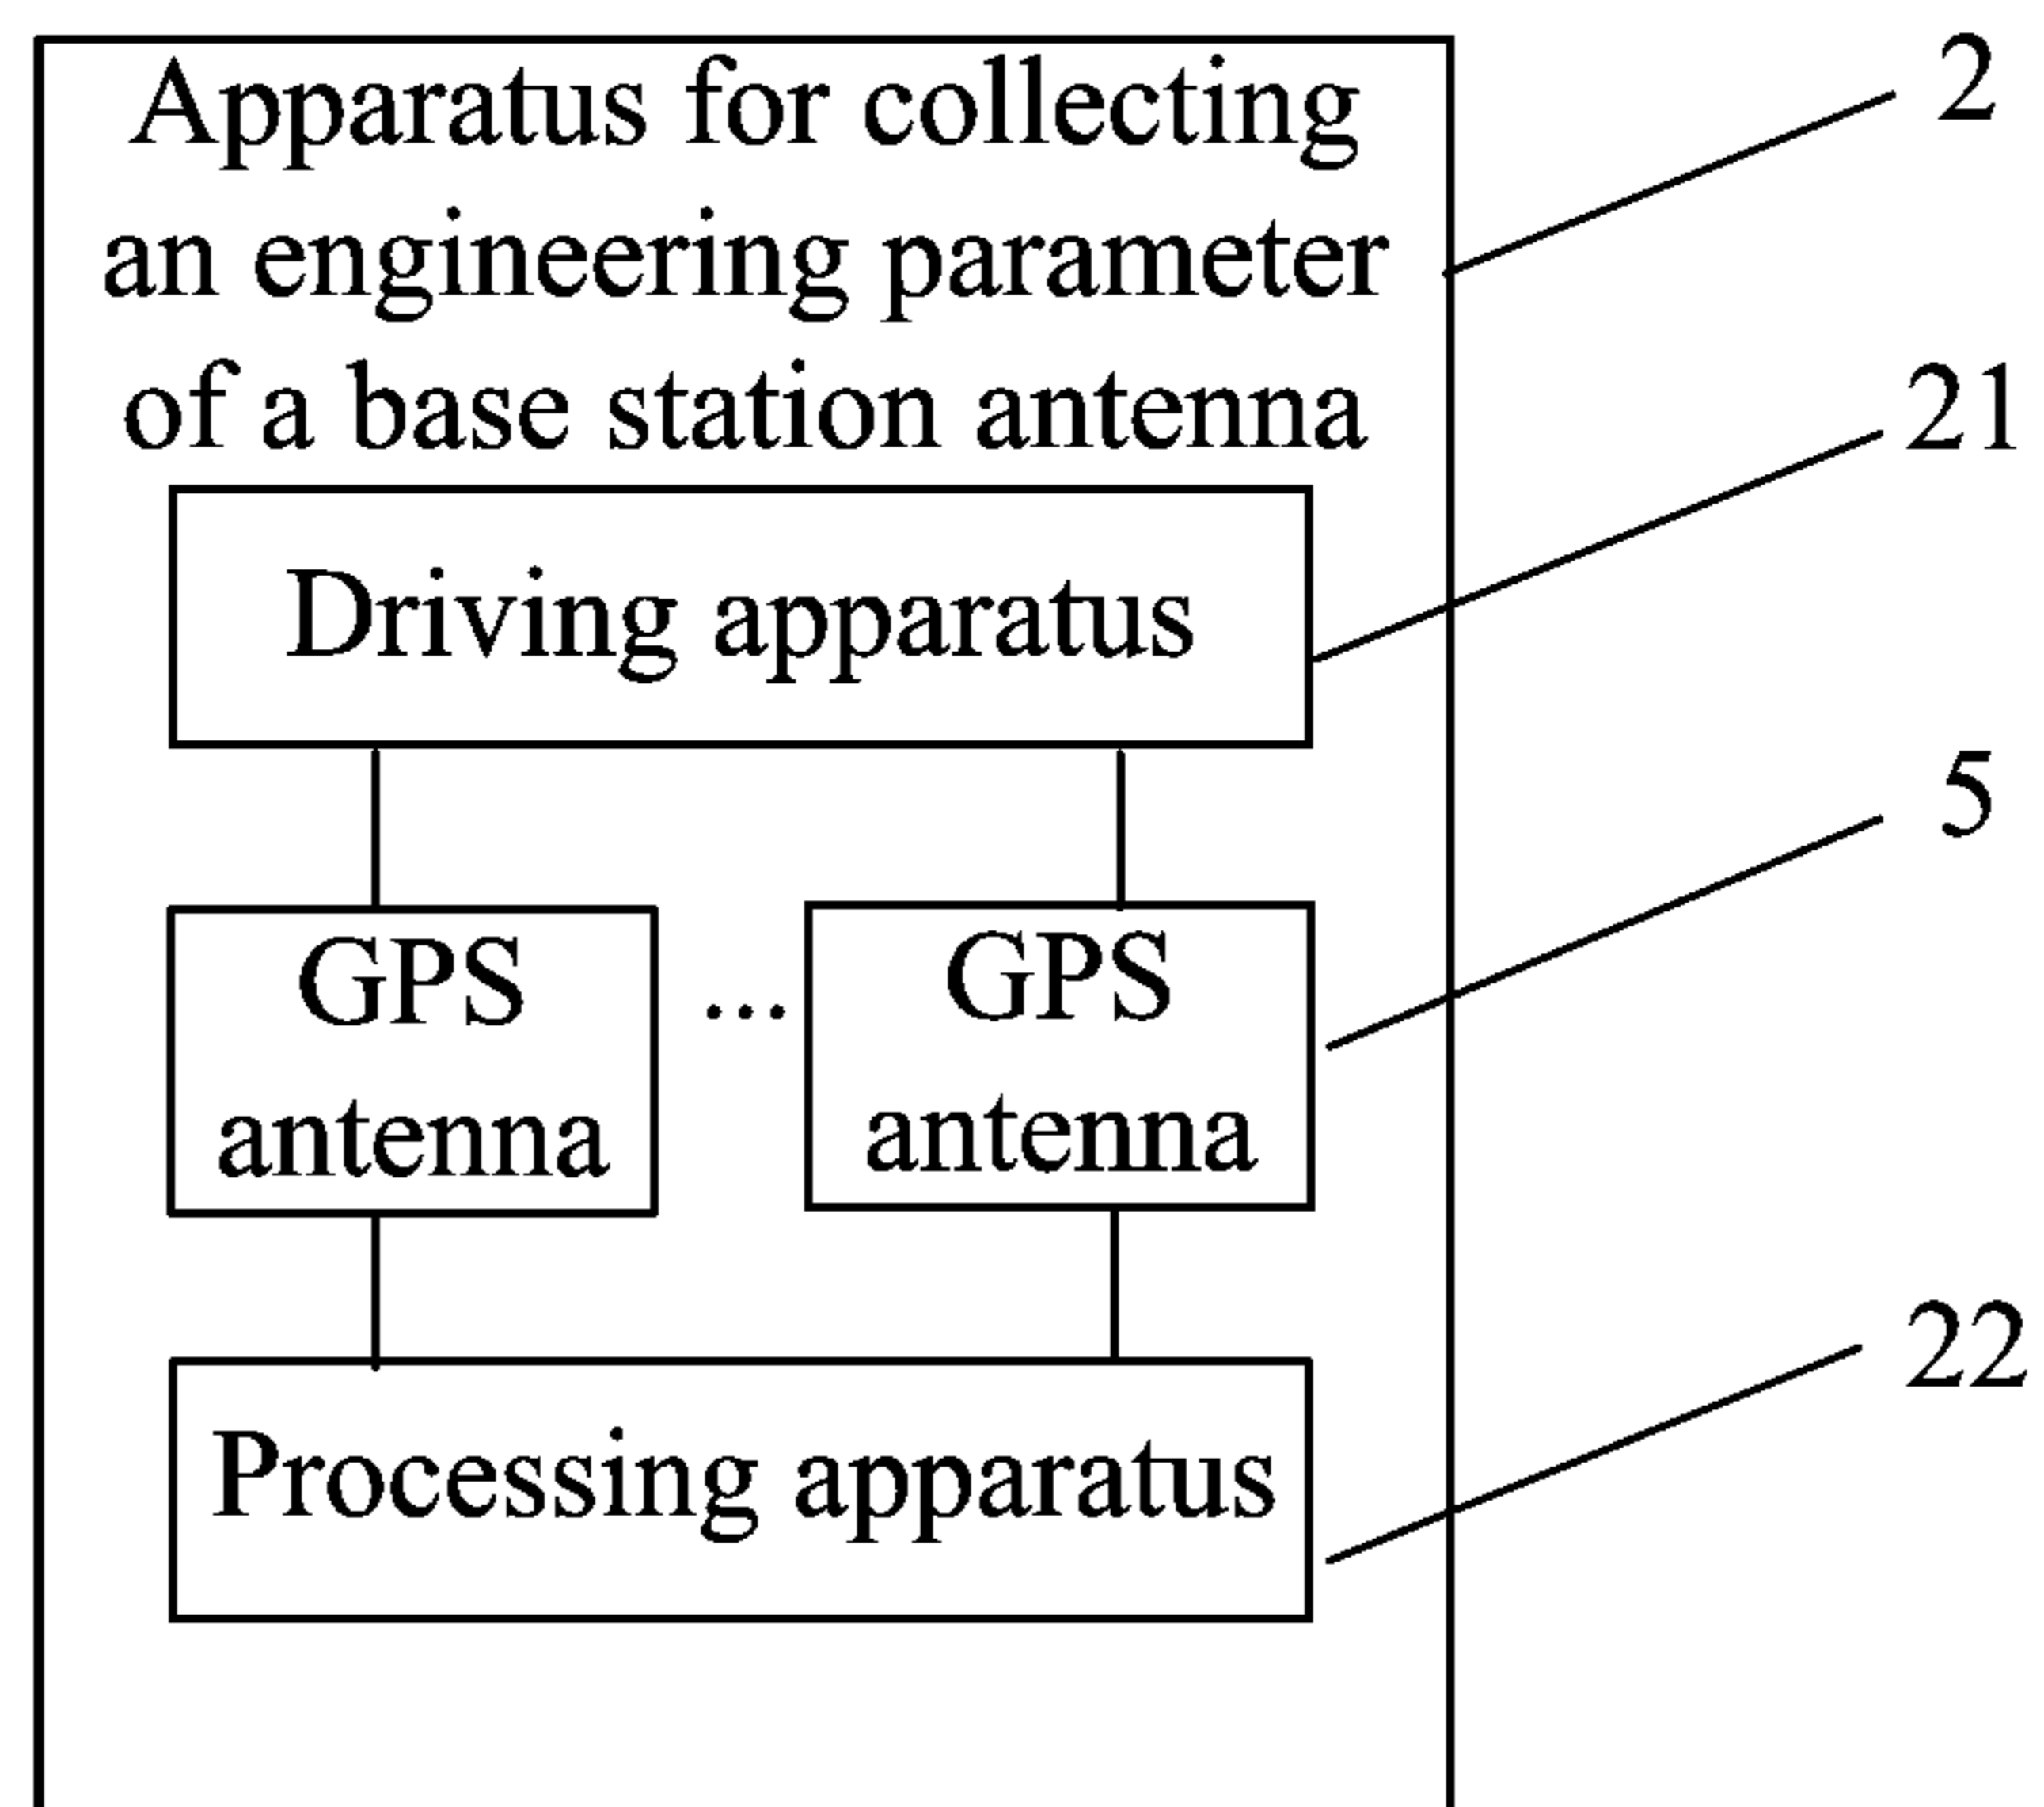 Apparatus for collecting
an engineering parameter
of a base station antenna
2
Driving apparatus
21
GPS
antenna
...
GPS
antenna
5
Processing apparatus
22